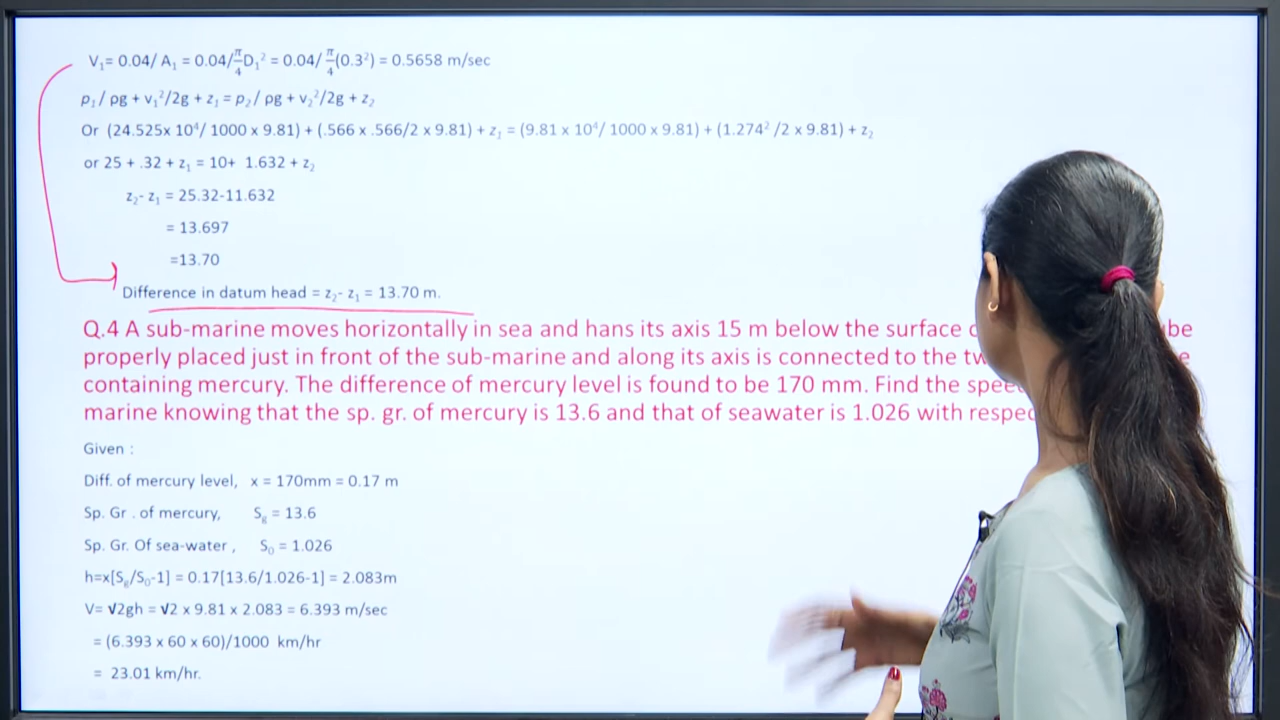 V₁= 0.04/ A₁ = 0.04/π/4D₁² = 0.04/ π/4(0.3²) = 0.5658 m/sec
p₁/ ρg + v₁²/2g + z₁ = p₂/ ρg + v₂²/2g + z₂
Or (24.525x 10⁴/ 1000 x 9.81) + (.566 x .566/2 x 9.81) + z₁ = (9.81 x 10⁴/ 1000 x 9.81) + (1.274² /2 x 9.81) + z₂
or 25 + .32 + z₁ = 10+ 1.632 + z₂
z₂- z₁ = 25.32-11.632
= 13.697
=13.70
Difference in datum head = z₂- z₁ = 13.70 m.
Q.4 A sub-marine moves horizontally in sea and hans its axis 15 m below the surface
properly placed just in front of the sub-marine and along its axis is connected to the
containing mercury. The difference of mercury level is found to be 170 mm. Find the
marine knowing that the sp. gr. of mercury is 13.6 and that of seawater is 1.026 with
Given :
Diff. of mercury level, x = 170mm = 0.17 m
Sp. Gr . of mercury, Sg = 13.6
Sp. Gr. Of sea-water , S₀ = 1.026
h=x[Sg/S₀-1] = 0.17[13.6/1.026-1] = 2.083m
V= √2gh = √2 x 9.81 x 2.083 = 6.393 m/sec
= (6.393 x 60 x 60)/1000 km/hr
= 23.01 km/hr.